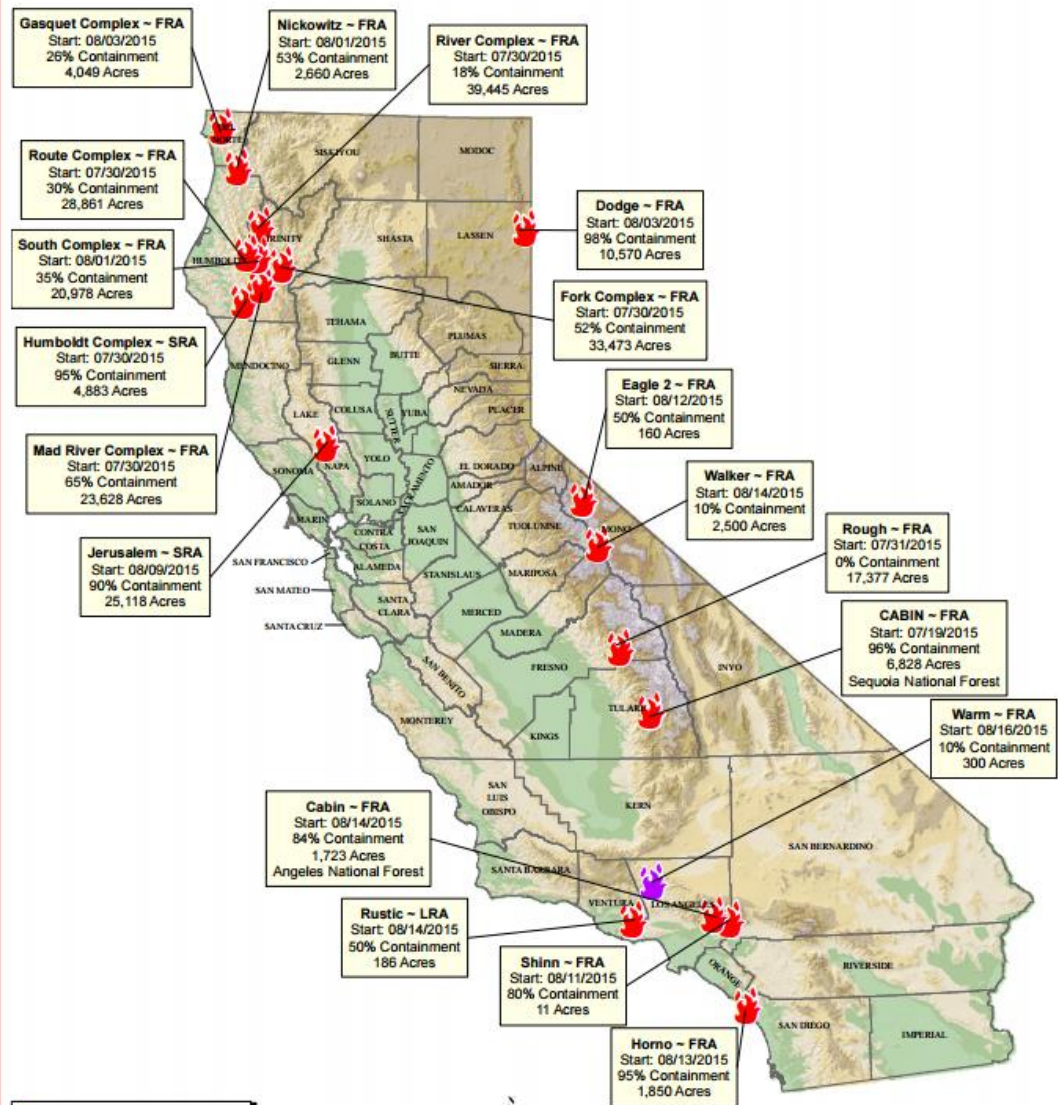 Gasquet Complex ~ FRA
Start: 08/03/2015
26% Containment
4,049 Acres
Nickowitz ~ FRA
Start: 08/01/2015
53% Containment
2,660 Acres
River Complex ~ FRA
Start: 07/30/2015
18% Containment
39,445 Acres
Route Complex ~ FRA
Start: 07/30/2015
30% Containment
28,861 Acres
South Complex ~ FRA
Start: 08/01/2015
35% Containment
20,978 Acres
Humboldt Complex ~ SRA
Start: 07/30/2015
95% Containment
4,883 Acres
Mad River Complex ~ FRA
Start: 07/30/2015
65% Containment
23,628 Acres
Jerusalem ~ SRA
Start: 08/09/2015
90% Containment
25,118 Acres
Dodge ~ FRA
Start: 08/03/2015
98% Containment
10,570 Acres
Fork Complex ~ FRA
Start: 07/30/2015
52% Containment
33,473 Acres
Eagle 2 ~ FRA
Start: 08/12/2015
50% Containment
160 Acres
Walker ~ FRA
Start: 08/14/2015
10% Containment
2,500 Acres
Rough ~ FRA
Start: 07/31/2015
0% Containment
17,377 Acres
CABIN ~ FRA
Start: 07/19/2015
96% Containment
6,828 Acres
Sequoia National Forest
Warm ~ FRA
Start: 08/16/2015
10% Containment
300 Acres
Cabin ~ FRA
Start: 08/14/2015
84% Containment
1,723 Acres
Angeles National Forest
Rustic ~ LRA
Start: 08/14/2015
50% Containment
186 Acres
Shinn ~ FRA
Start: 08/11/2015
80% Containment
11 Acres
Horno ~ FRA
Start: 08/13/2015
95% Containment
1,850 Acres
NORTE
SISKIYOU
MODOC
TRINITY
SHASTA
LASSEN
HUMBOLDT
TEHAMA
PLUMAS
MENDOCINO
GLENN
BUTTE
SIERRA
NEVADA
PLACER
LAKE
COLUSA
SUTTER
YUBA
SONOMA
NAPA
YOLO
SACRAMENTO
EL DORADO
ALPINE
AMADOR
SOLANO
CALAVERAS
MARIN
CONTRA
COSTA
SAN
JOAQUIN
TUOLUMNE
MONO
SAN FRANCISCO
ALAMEDA
STANISLAUS
MARIPOSA
SAN MATEO
SANTA
CLARA
MERCED
SANTA CRUZ
MADERA
SAN BENITO
FRESNO
INYO
MONTEREY
TULARE
KINGS
SAN
LUIS
OBISPO
KERN
SAN BERNARDINO
SANTA BARBARA
VENTURA
LOS ANGELES
ORANGE
RIVERSIDE
SAN DIEGO
IMPERIAL